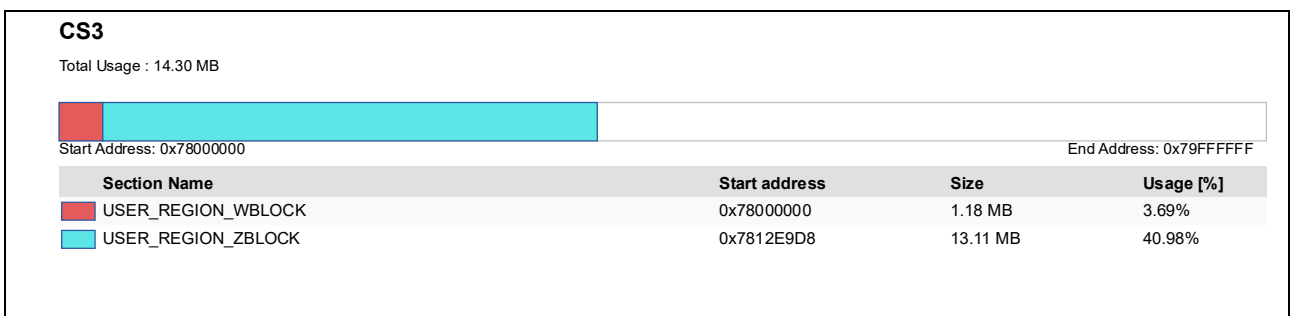 CS3
Total Usage : 14.30 MB
Start Address: 0x78000000 End Address: 0x79FFFFFF
Section Name Start address Size Usage [%]
USER_REGION_WBLOCK 0x78000000 1.18 MB 3.69%
USER_REGION_ZBLOCK 0x7812E9D8 13.11 MB 40.98%